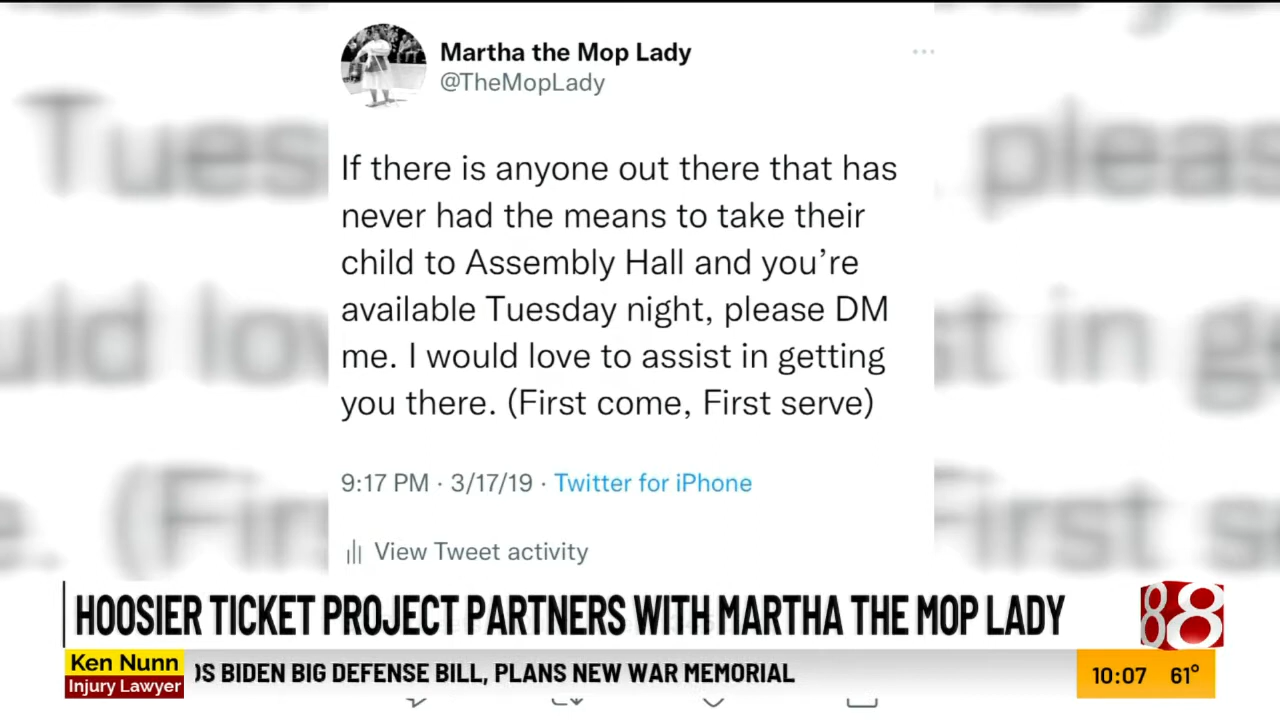 Martha the Mop Lady
@TheMopLady
If there is anyone out there that has
never had the means to take their
child to Assembly Hall and you’re
available Tuesday night, please DM
me. I would love to assist in getting
you there. (First come, First serve)
9:17 PM · 3/17/19 · Twitter for iPhone
View Tweet activity
HOOSIER TICKET PROJECT PARTNERS WITH MARTHA THE MOP LADY
8
Ken Nunn
Injury Lawyer
BIDEN BIG DEFENSE BILL, PLANS NEW WAR MEMORIAL
10:07 61°